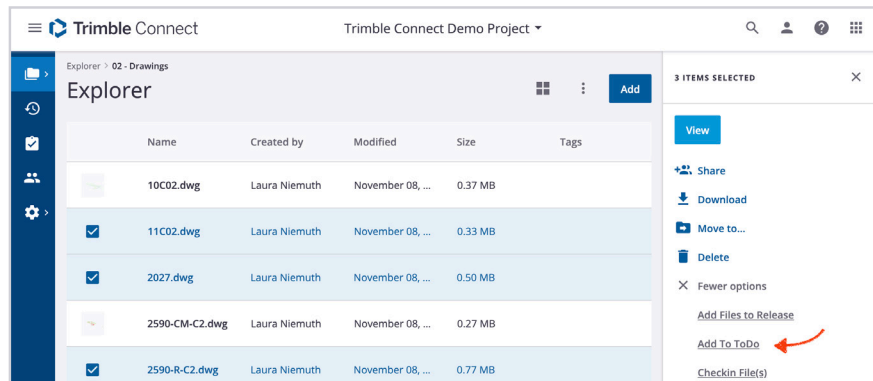 Trimble Connect
Trimble Connect Demo Project
Explorer > 02 - Drawings
Explorer
Add
Name Created by Modified Size Tags
10C02.dwg Laura Niemuth November 08, ... 0.37 MB
11C02.dwg Laura Niemuth November 08, ... 0.33 MB
2027.dwg Laura Niemuth November 08, ... 0.50 MB
2590-CM-C2.dwg Laura Niemuth November 08, ... 0.27 MB
2590-R-C2.dwg Laura Niemuth November 08, ... 0.77 MB
3 ITEMS SELECTED
View
Share
Download
Move to...
Delete
Fewer options
Add Files to Release
Add To ToDo
Checkin File(s)